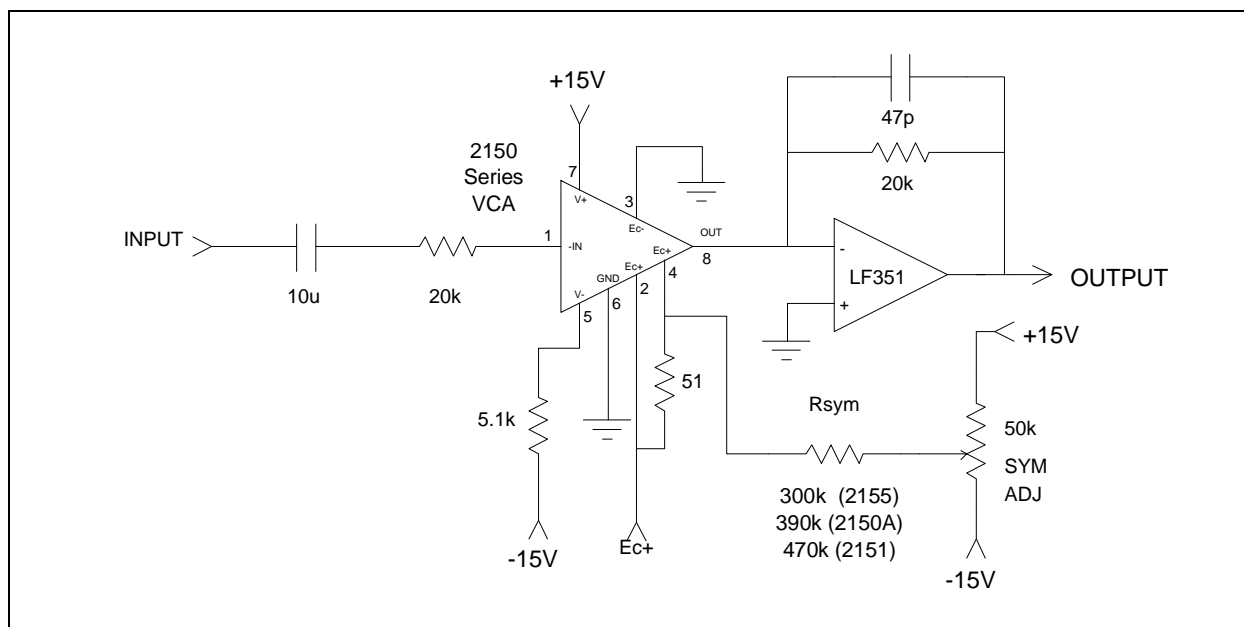 +15V
47p
2150
Series
VCA
7
V+
3
Ec-
20k
INPUT
1
-IN
OUT
8
Ec+
4
Ec+
2
GND
6
V-
5
10u
20k
-
LF351
+
OUTPUT
+15V
51
5.1k
Rsym
50k
SYM
ADJ
300k (2155)
390k (2150A)
470k (2151)
-15V
Ec+
-15V